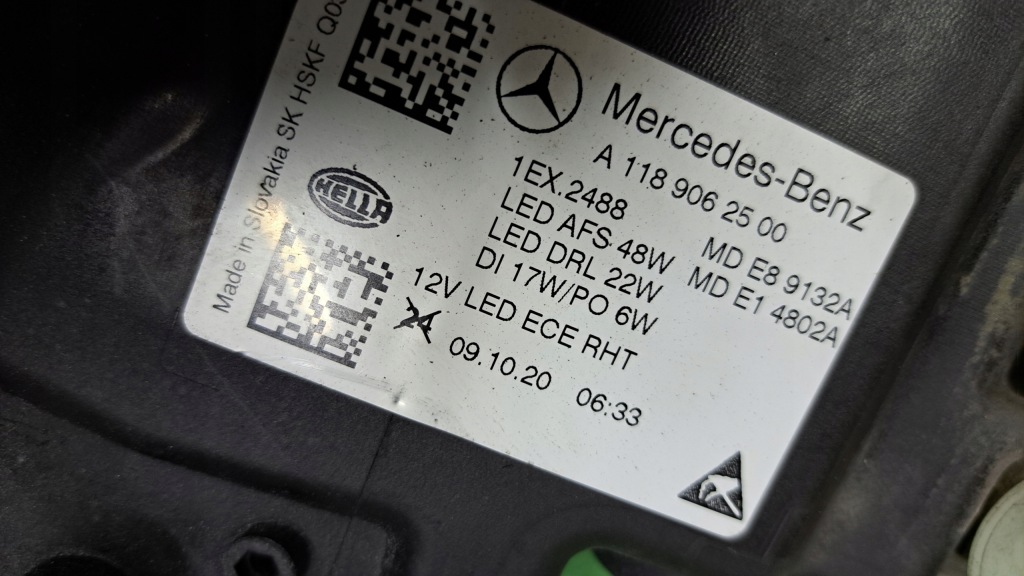 Mercedes-Benz
A 118 906 25 00
1EX.2488
LED AFS 48W MD E8 9132A
LED DRL 22W MD E1 4802A
DI 17W/PO 6W
12V LED ECE RHT
24
09.10.20 06:33
HELLA
Made in Slovakia SK HSKF